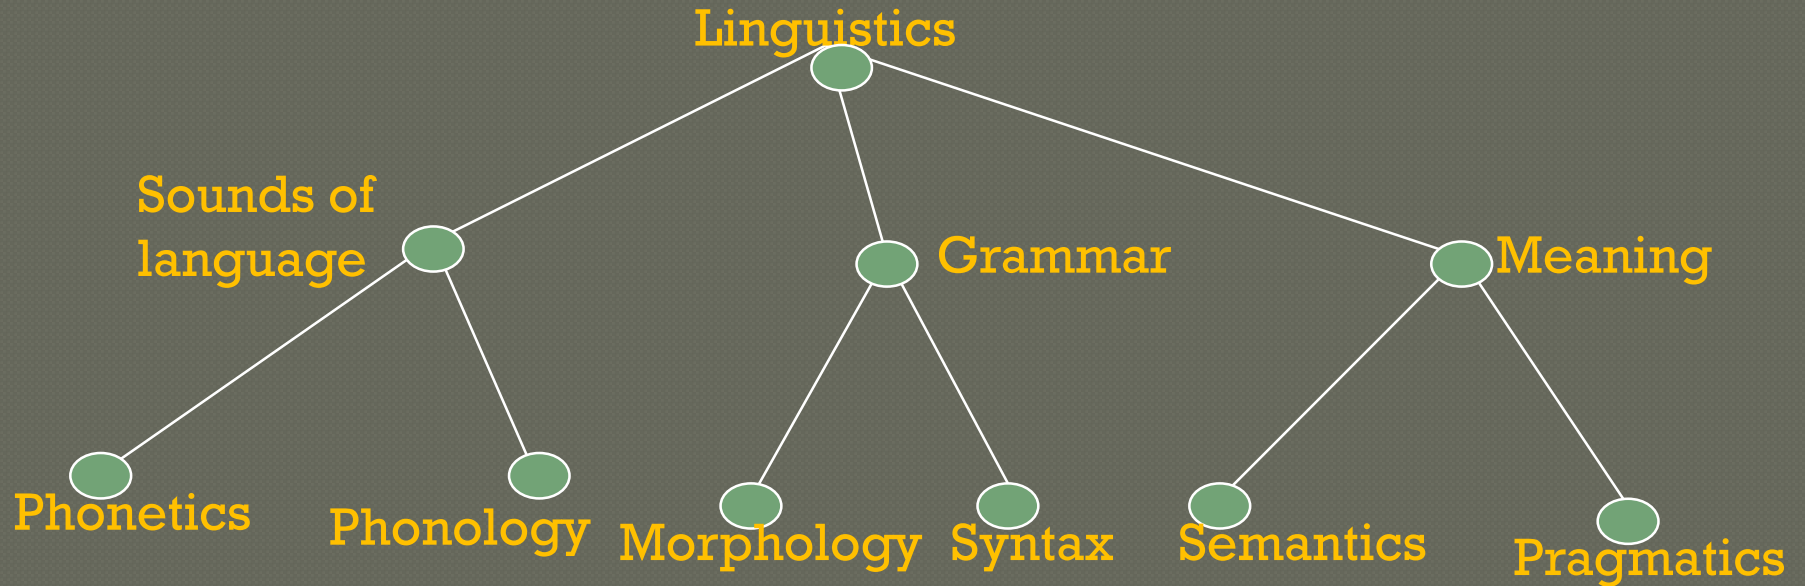 Linguistics
Sounds of
language
Grammar
Meaning
Phonetics
Phonology
Morphology
Syntax
Semantics
Pragmatics